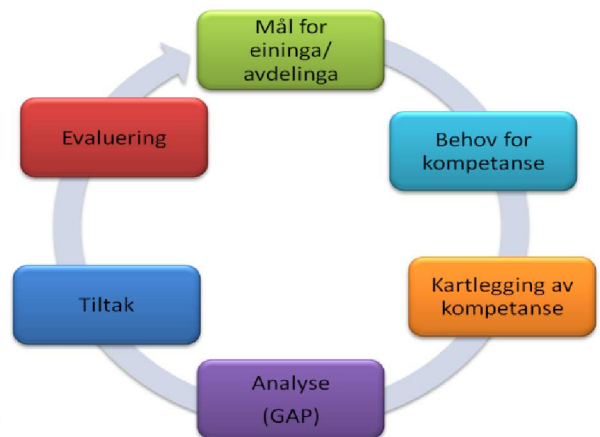 Mål for
eininga/
avdelinga
Behov for
kompetanse
Kartlegging av
kompetanse
Analyse
(GAP)
Tiltak
Evaluering